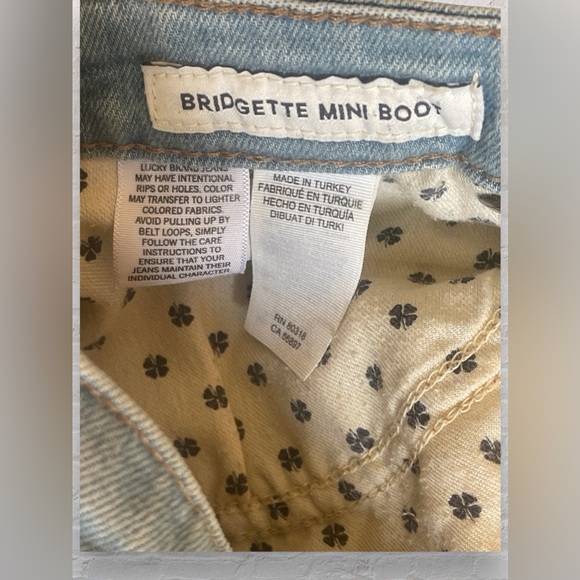 BRIDGETTE MINI BOOT
LUCKY BRAND JEANS
MAY HAVE INTENTIONAL
RIPS OR HOLES. COLOR
MAY TRANSFER TO LIGHTER
COLORED FABRICS
AVOID PULLING UP BY
BELT LOOPS, SIMPLY
FOLLOW THE CARE
INSTRUCTIONS TO
ENSURE THAT YOUR
JEANS MAINTAIN THEIR
INDIVIDUAL CHARACTER
MADE IN TURKEY
FABRIQUÉ EN TURQUIE
HECHO EN TURQUÍA
DIBUAT DI TURKI
RN 80318
CA 56897